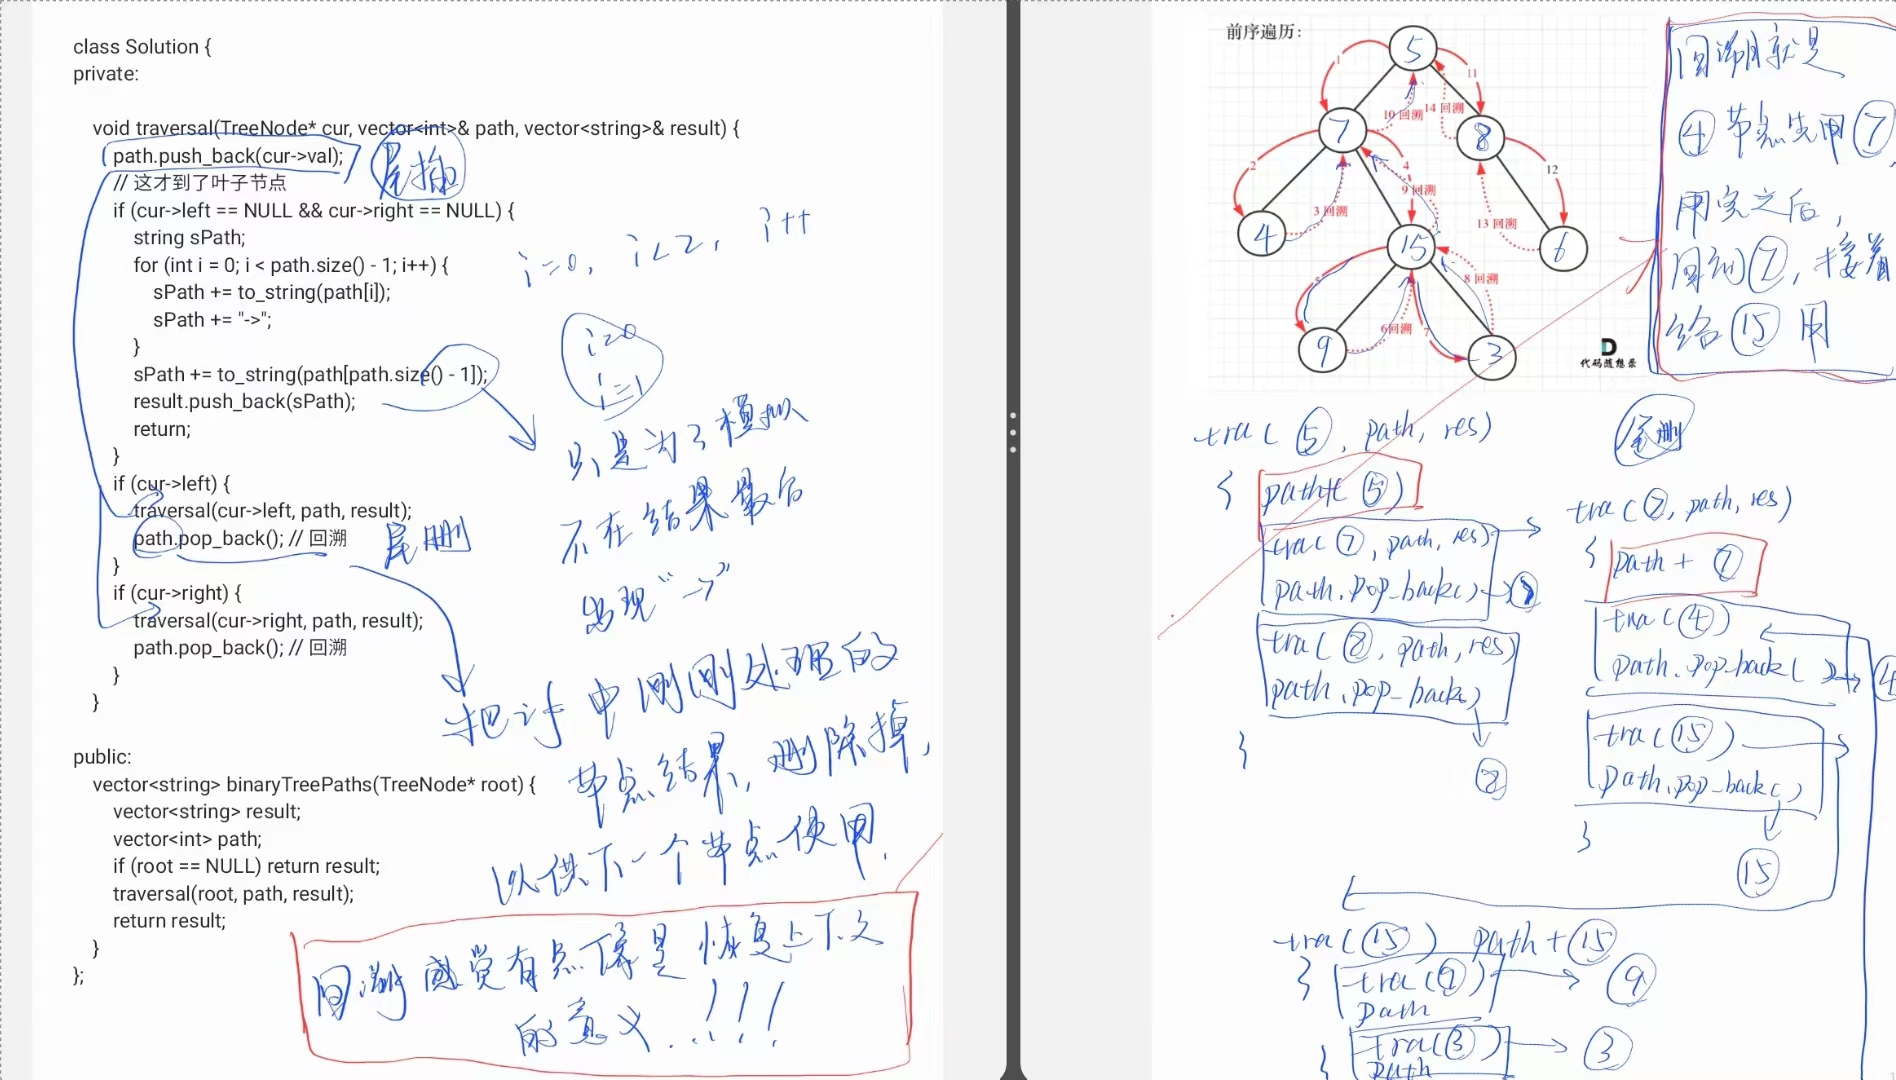 class Solution {
private:
void traversal(TreeNode* cur, vector<int>& path, vector<string>& result) {
path.push_back(cur->val);
尾插
// 这才到了叶子节点
if (cur->left == NULL && cur->right == NULL) {
string sPath;
for (int i = 0; i < path.size() - 1; i++) {
sPath += to_string(path[i]);
sPath += "->";
}
sPath += to_string(path[path.size() - 1]);
result.push_back(sPath);
return;
}
if (cur->left) {
traversal(cur->left, path, result);
path.pop_back(); // 回溯
}
if (cur->right) {
traversal(cur->right, path, result);
path.pop_back(); // 回溯
}
}
public:
vector<string> binaryTreePaths(TreeNode* root) {
vector<string> result;
vector<int> path;
if (root == NULL) return result;
traversal(root, path, result);
return result;
}
};
i=0, i<2, i++
i=0
i=1
只是为了模拟
不在结果最后
出现"->"
尾删
把 中刚刚处理的
节点结果, 删除掉,
以供下一个节点使用.
回溯感觉有点像是 恢复上下文
的意义..!!!
前序遍历:
5
1
11
10 回溯
14 回溯
7
8
2
4
12
9 回溯
3 回溯
13 回溯
4
15
6
5
8 回溯
6 回溯
7
9
3
代码随想录
回溯就是
④ 节点先用 ⑦,
用完之后,
回到⑦, 接着
给 ⑮ 用
tra( ⑤, path, res)
{ path+( ⑤)
tra( ⑦, path, res)
path.pop_back() → ⑦
tra( ⑧, path, res)
path.pop_back()
⑧
}
尾删
tra( ⑦, path, res)
{ path + ⑦
tra( ④)
path.pop_back( ) → ④
tra( ⑮ )
path.pop_back()
}
⑮
tra(⑮) path + ⑮
{ tra(⑨) → ⑨
path
tra(③) → ③
path